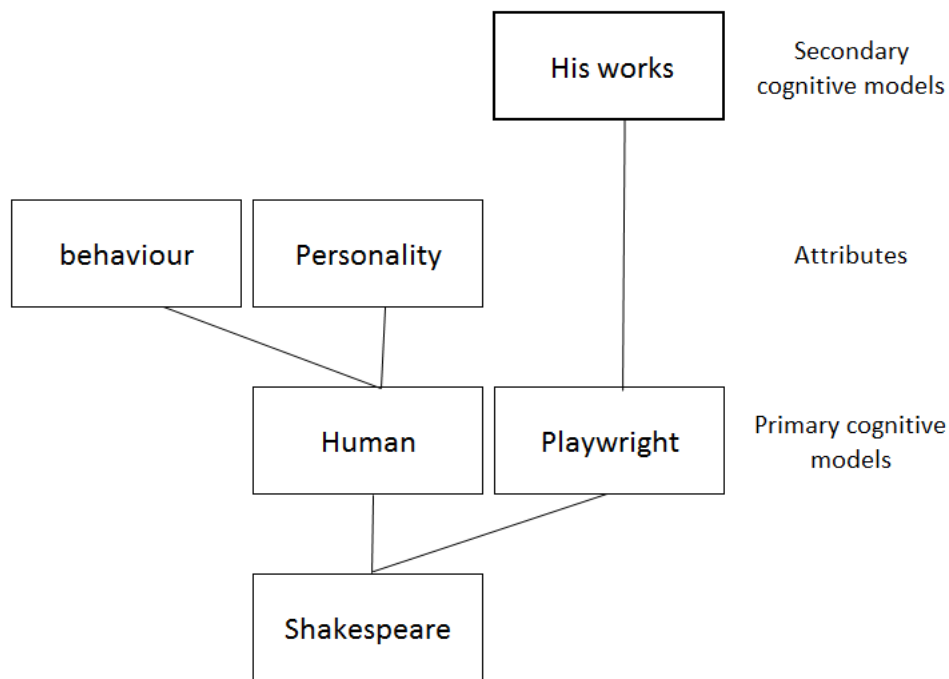 His works
Secondary
cognitive models
behaviour
Personality
Attributes
Human
Playwright
Primary cognitive
models
Shakespeare